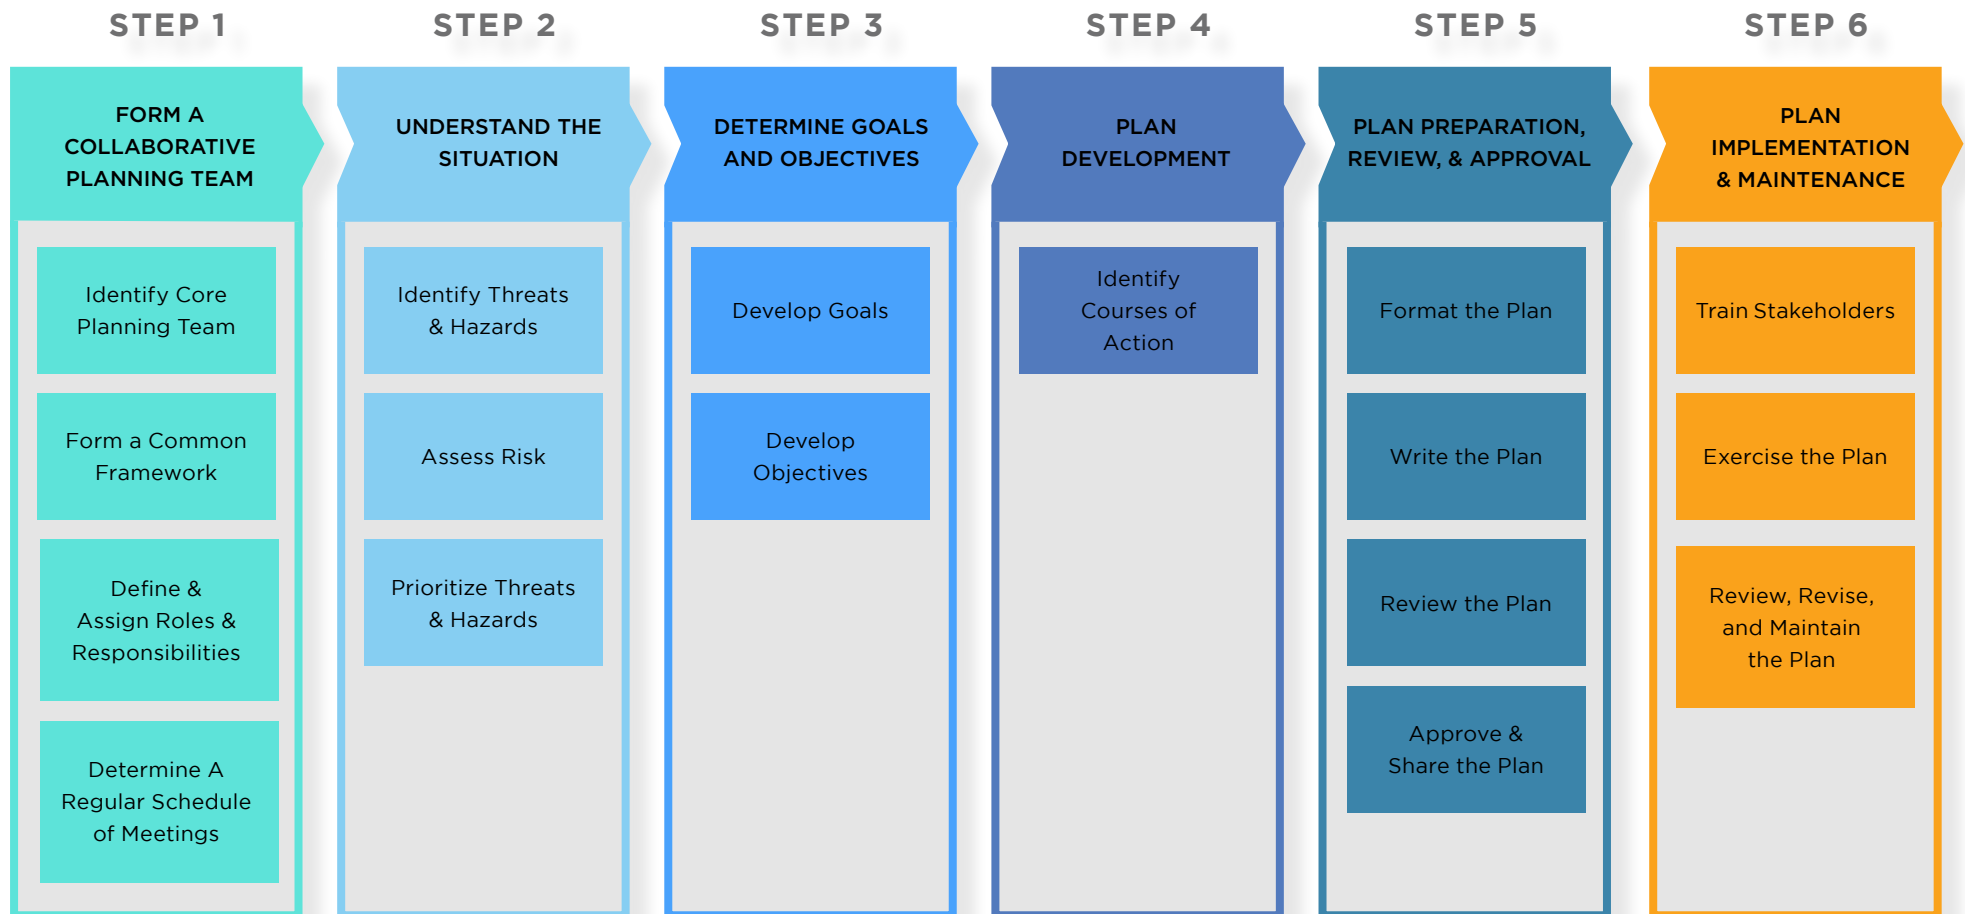 STEP 1
STEP 2
STEP 3
STEP 4
STEP 5
STEP 6
FORM A
COLLABORATIVE
PLANNING TEAM
UNDERSTAND THE
SITUATION
DETERMINE GOALS
AND OBJECTIVES
PLAN
DEVELOPMENT
PLAN PREPARATION,
REVIEW, & APPROVAL
PLAN
IMPLEMENTATION
& MAINTENANCE
Identify Core
Planning Team
Form a Common
Framework
Define &
Assign Roles &
Responsibilities
Determine A
Regular Schedule
of Meetings
Identify Threats
& Hazards
Assess Risk
Prioritize Threats
& Hazards
Develop Goals
Develop
Objectives
Identify
Courses of
Action
Format the Plan
Write the Plan
Review the Plan
Approve &
Share the Plan
Train Stakeholders
Exercise the Plan
Review, Revise,
and Maintain
the Plan